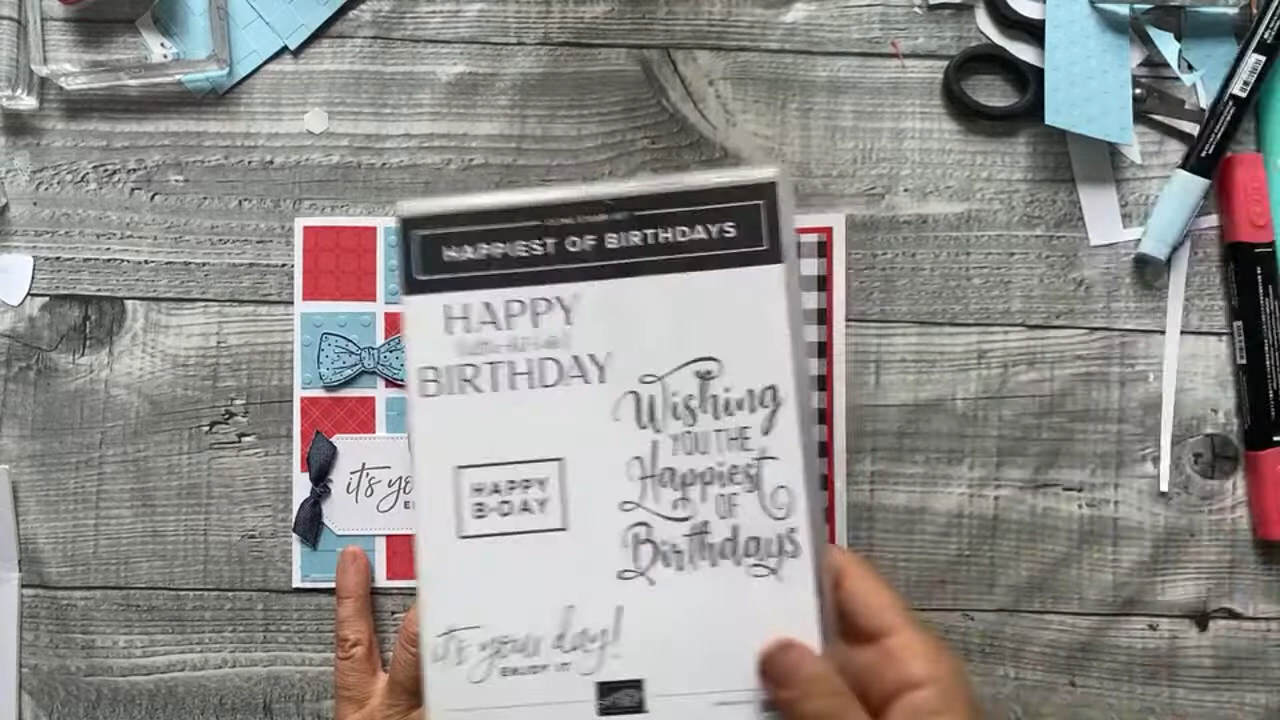 HAPPIEST OF BIRTHDAYS
HAPPY
BIRTHDAY
Wishing
YOU THE
Happiest
OF
Birthdays
HAPPY
B-DAY
it's your day!
ENJOY IT
it's yo